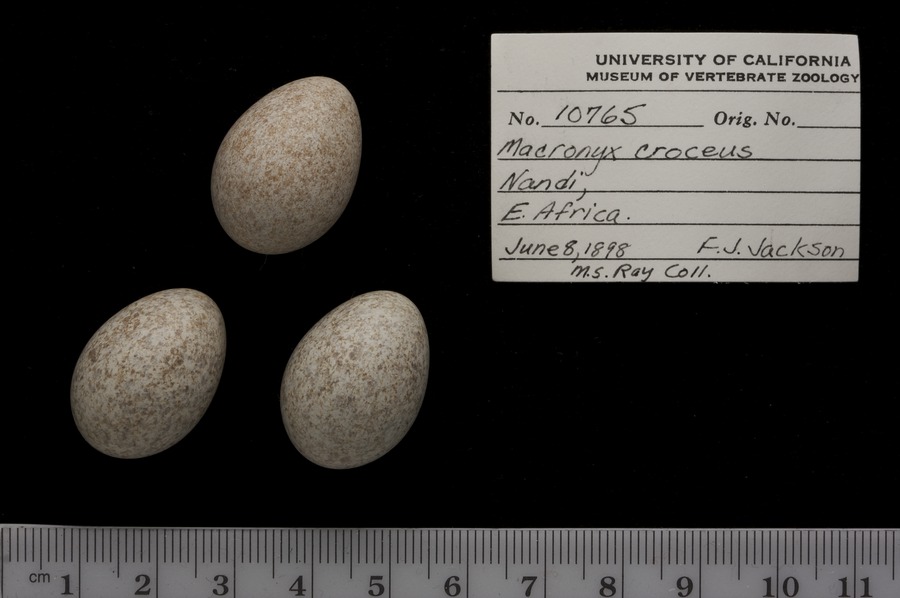 UNIVERSITY OF CALIFORNIA
MUSEUM OF VERTEBRATE ZOOLOGY
No. 10765 Orig. No.
Macronyx croceus
Nandi,
E. Africa.
June 8, 1898 F. J. Jackson
M.S. Ray Coll.
cm 1 2 3 4 5 6 7 8 9 10 11